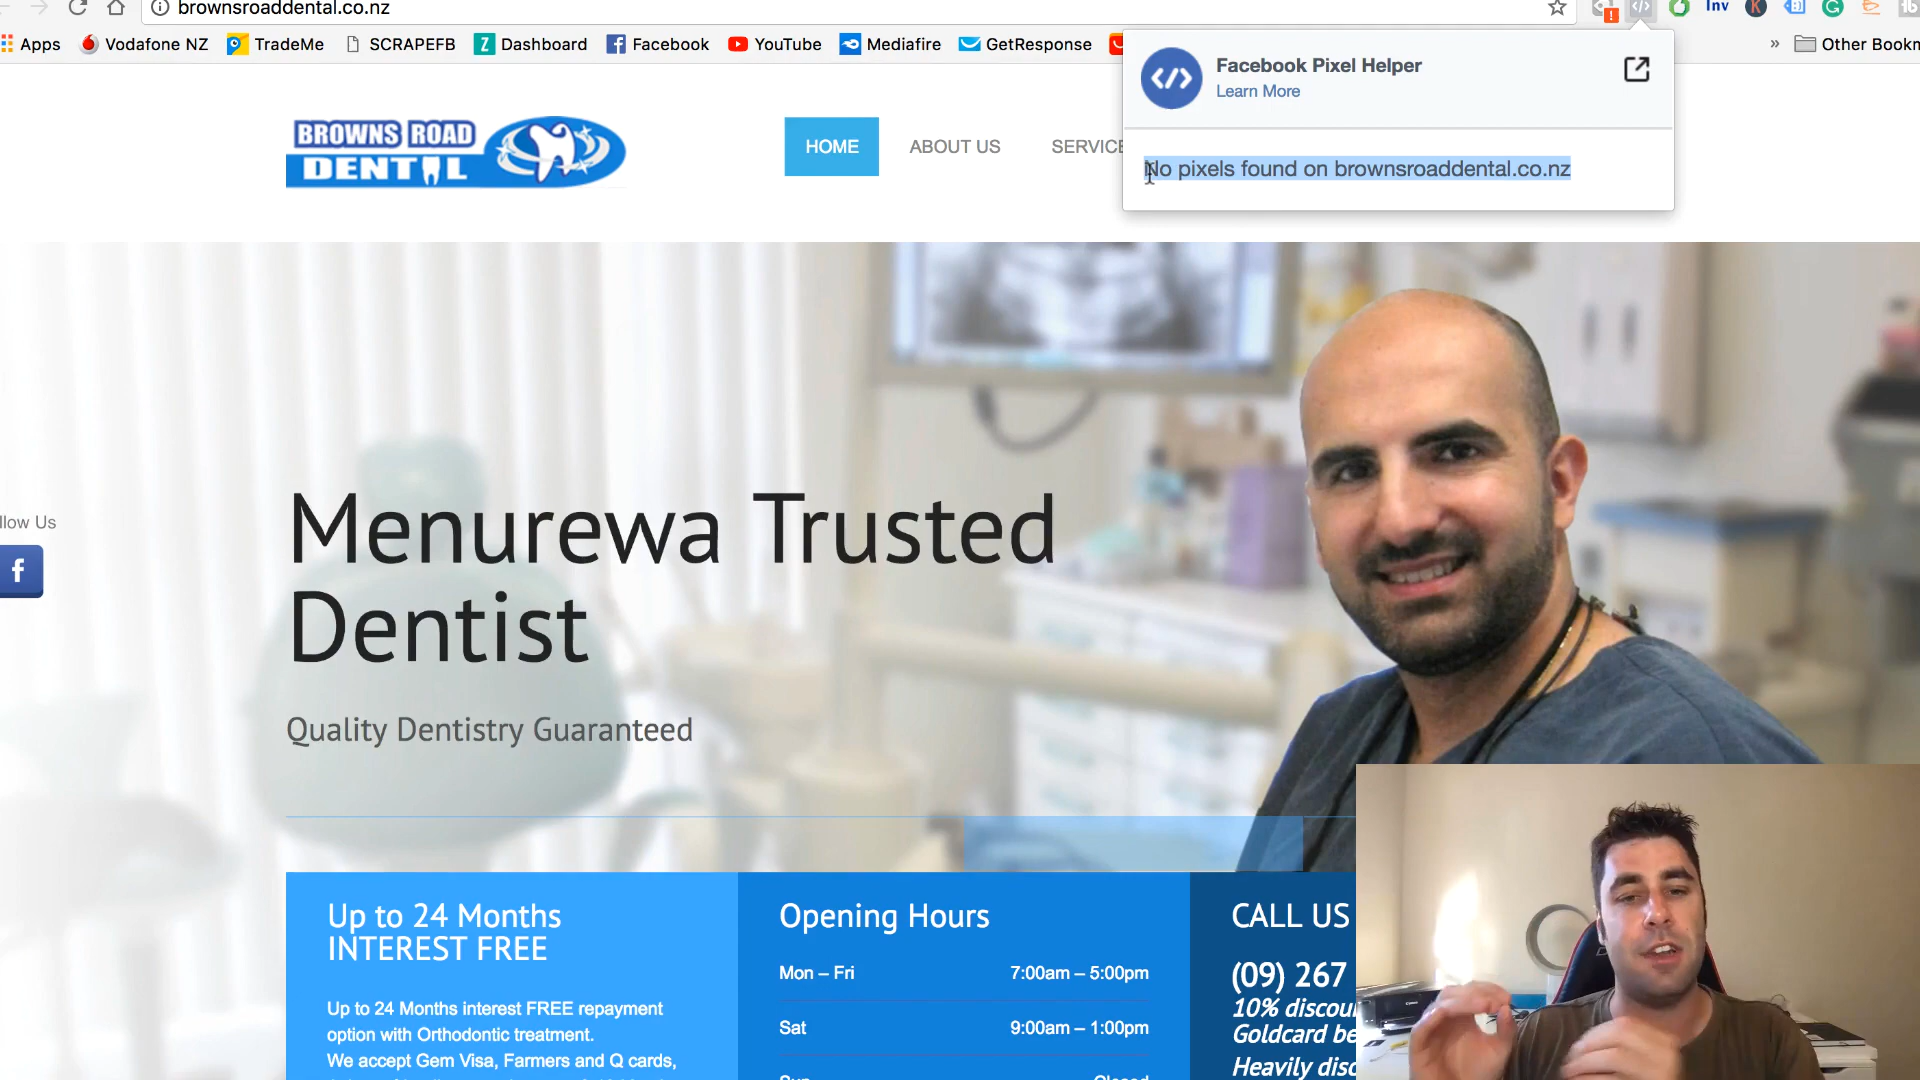 brownsroaddental.co.nz
Inv
K
Apps
Vodafone NZ
TradeMe
SCRAPEFB
Z
Dashboard
Facebook
YouTube
Mediafire
GetResponse
»
Other Bookm
</>
Facebook Pixel Helper
Learn More
No pixels found on brownsroaddental.co.nz
BROWNS ROAD
DENTAL
HOME
ABOUT US
SERVICE
llow Us
f
Menurewa Trusted
Dentist
Quality Dentistry Guaranteed
Up to 24 Months
INTEREST FREE
Up to 24 Months interest FREE repayment
option with Orthodontic treatment.
We accept Gem Visa, Farmers and Q cards,
Opening Hours
Mon – Fri 7:00am – 5:00pm
Sat 9:00am – 1:00pm
Sun Closed
CALL US
(09) 267
10% discou
Goldcard be
Heavily disc